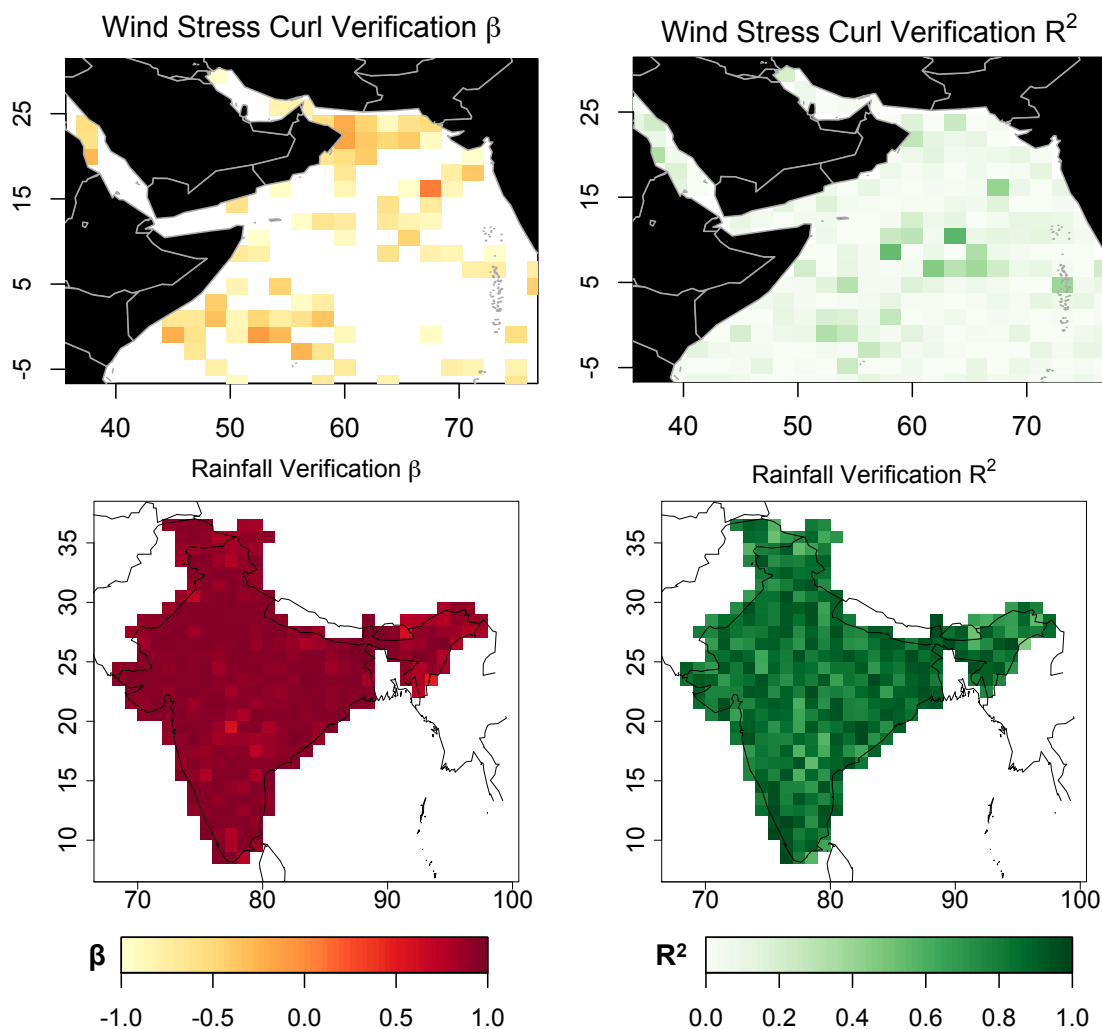 Wind Stress Curl Verification β
Wind Stress Curl Verification R²
25
15
5
-5
40 50 60 70
25
15
5
-5
40 50 60 70
Rainfall Verification β
Rainfall Verification R²
35
30
25
20
15
10
70 80 90 100
35
30
25
20
15
10
70 80 90 100
β
-1.0 -0.5 0.0 0.5 1.0
R²
0.0 0.2 0.4 0.6 0.8 1.0